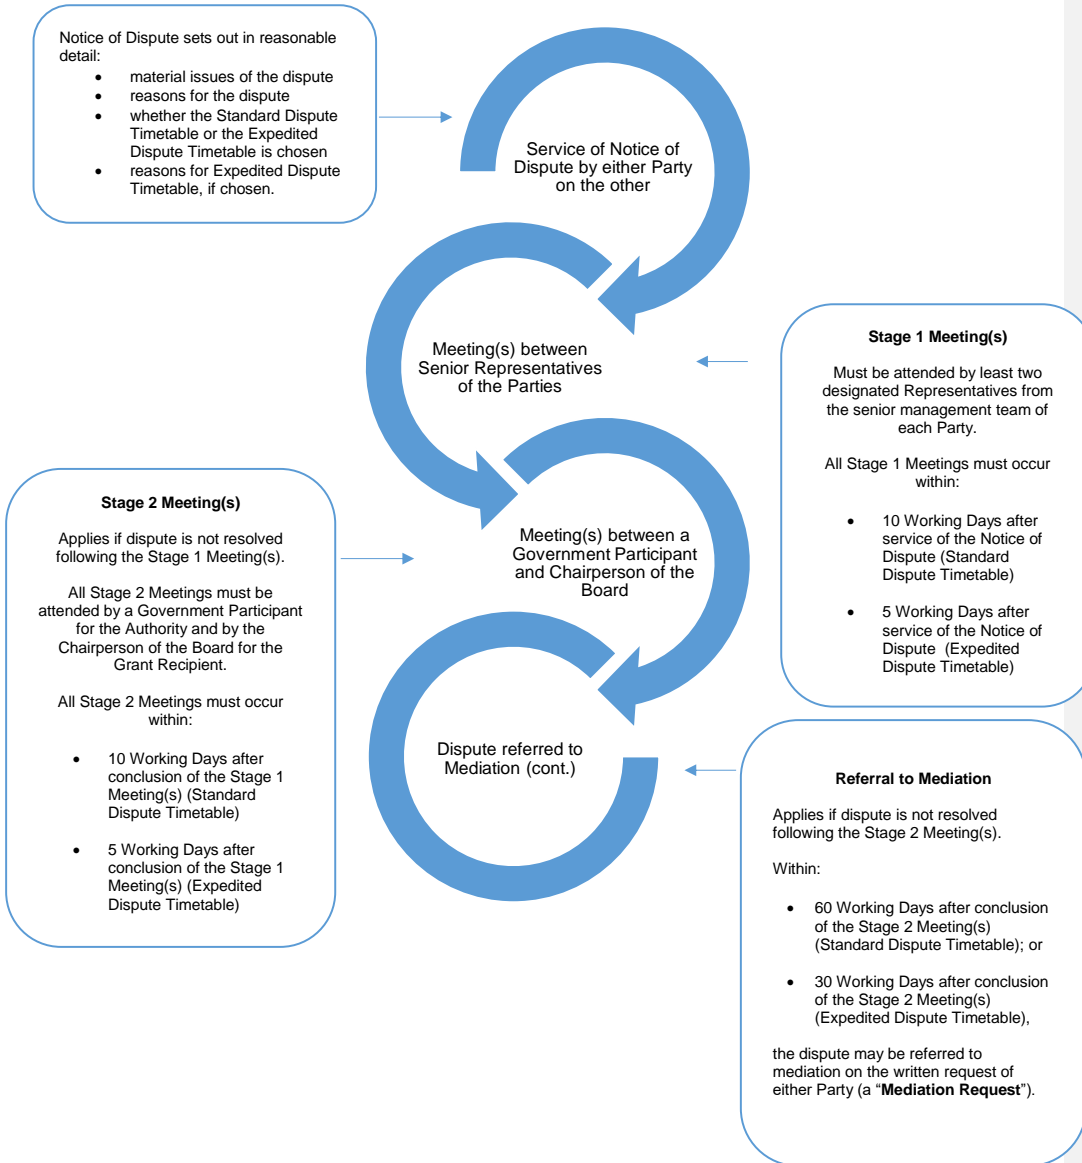 Notice of Dispute sets out in reasonable
detail:
• material issues of the dispute
• reasons for the dispute
• whether the Standard Dispute
Timetable or the Expedited
Dispute Timetable is chosen
• reasons for Expedited Dispute
Timetable, if chosen.
Service of Notice of
Dispute by either Party
on the other
Meeting(s) between
Senior Representatives
of the Parties
Stage 1 Meeting(s)
Must be attended by least two
designated Representatives from
the senior management team of
each Party.
All Stage 1 Meetings must occur
within:
• 10 Working Days after
service of the Notice of
Dispute (Standard
Dispute Timetable)
• 5 Working Days after
service of the Notice of
Dispute (Expedited
Dispute Timetable)
Stage 2 Meeting(s)
Applies if dispute is not resolved
following the Stage 1 Meeting(s).
All Stage 2 Meetings must be
attended by a Government Participant
for the Authority and by the
Chairperson of the Board for the
Grant Recipient.
All Stage 2 Meetings must occur
within:
• 10 Working Days after
conclusion of the Stage 1
Meeting(s) (Standard
Dispute Timetable)
• 5 Working Days after
conclusion of the Stage 1
Meeting(s) (Expedited
Dispute Timetable)
Meeting(s) between a
Government Participant
and Chairperson of the
Board
Dispute referred to
Mediation (cont.)
Referral to Mediation
Applies if dispute is not resolved
following the Stage 2 Meeting(s).
Within:
• 60 Working Days after conclusion
of the Stage 2 Meeting(s)
(Standard Dispute Timetable); or
• 30 Working Days after conclusion
of the Stage 2 Meeting(s)
(Expedited Dispute Timetable),
the dispute may be referred to
mediation on the written request of
either Party (a “Mediation Request”).